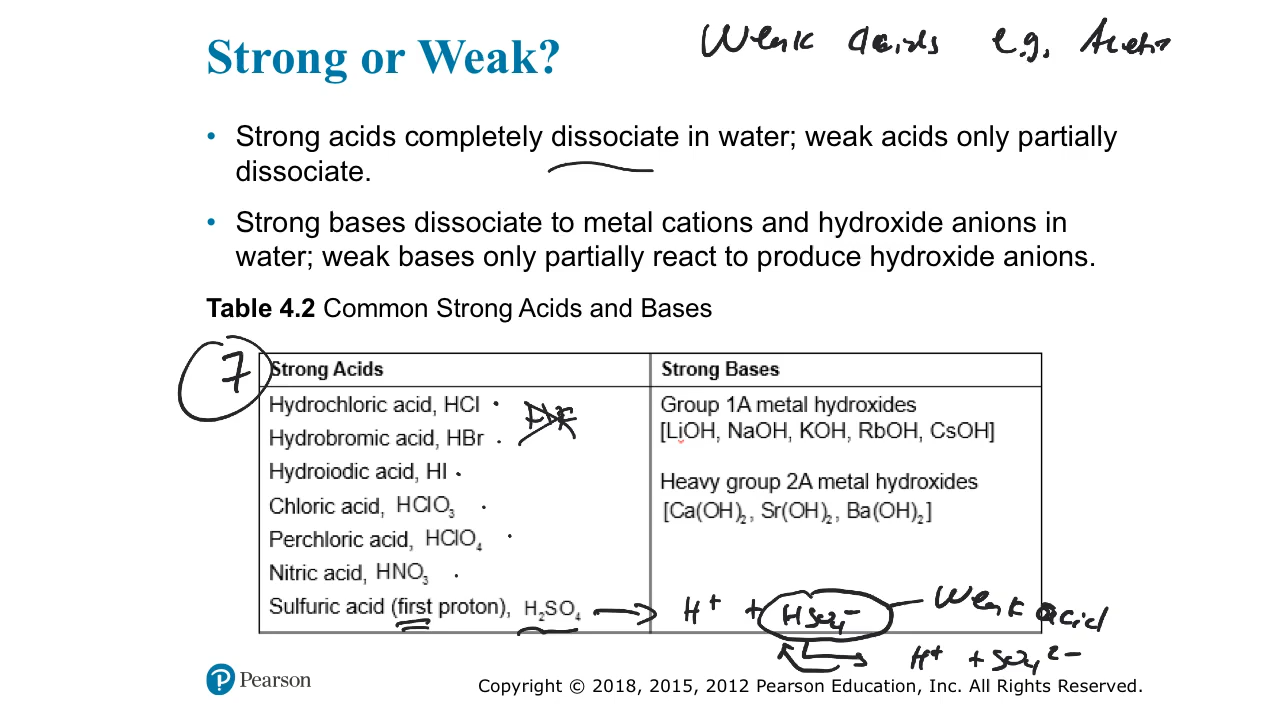 Weak acids e.g. Acetic
Strong or Weak?
• Strong acids completely dissociate in water; weak acids only partially
dissociate.
• Strong bases dissociate to metal cations and hydroxide anions in
water; weak bases only partially react to produce hydroxide anions.
Table 4.2 Common Strong Acids and Bases
7
Strong Acids
Hydrochloric acid, HCl
Hydrobromic acid, HBr
Hydroiodic acid, HI
Chloric acid, HClO₃
Perchloric acid, HClO₄
Nitric acid, HNO₃
Sulfuric acid (first proton), H₂SO₄ → H⁺ + HSO₄⁻ Weak acid
H⁺ + SO₄²⁻
Strong Bases
Group 1A metal hydroxides
[LiOH, NaOH, KOH, RbOH, CsOH]
Heavy group 2A metal hydroxides
[Ca(OH)₂, Sr(OH)₂, Ba(OH)₂]
P Pearson
Copyright © 2018, 2015, 2012 Pearson Education, Inc. All Rights Reserved.